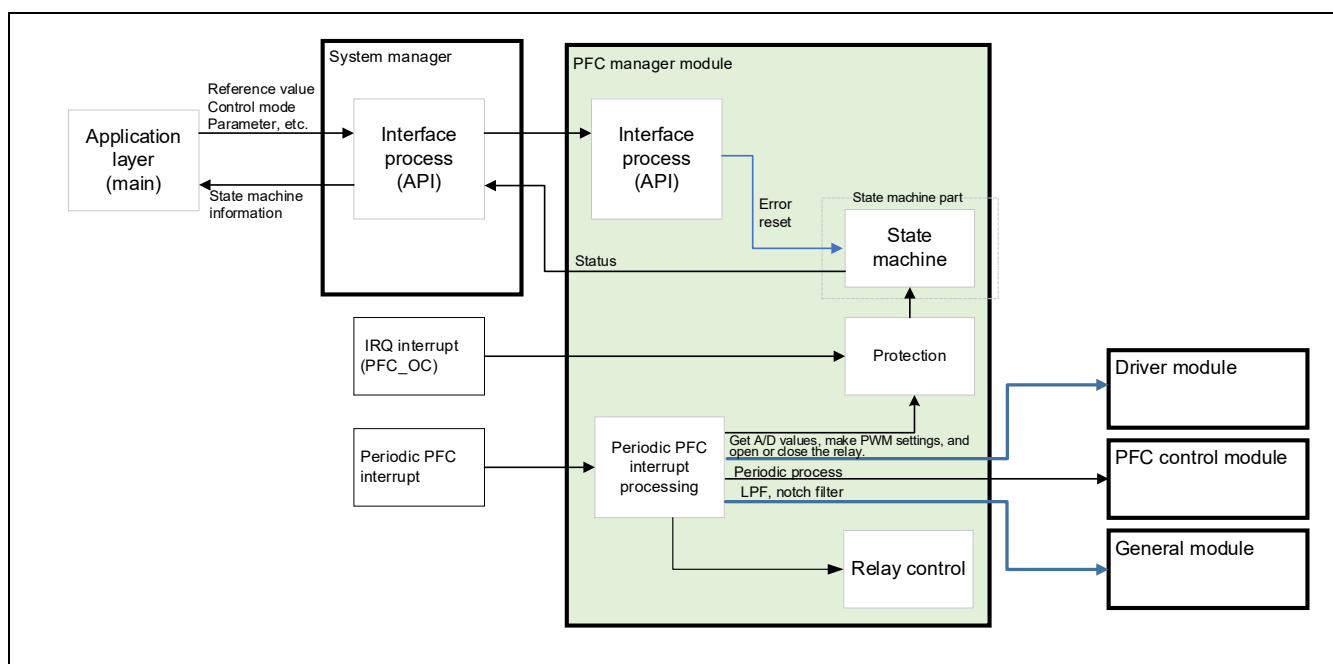 System manager
PFC manager module
Reference value
Control mode
Parameter, etc.
Application
layer
(main)
Interface
process
(API)
Interface
process
(API)
State machine
information
Error
reset
State machine part
State
machine
Status
IRQ interrupt
(PFC_OC)
Protection
Driver module
Periodic PFC
interrupt
Periodic PFC
interrupt
processing
Get A/D values, make PWM settings, and
open or close the relay.
Periodic process
LPF, notch filter
PFC control module
General module
Relay control